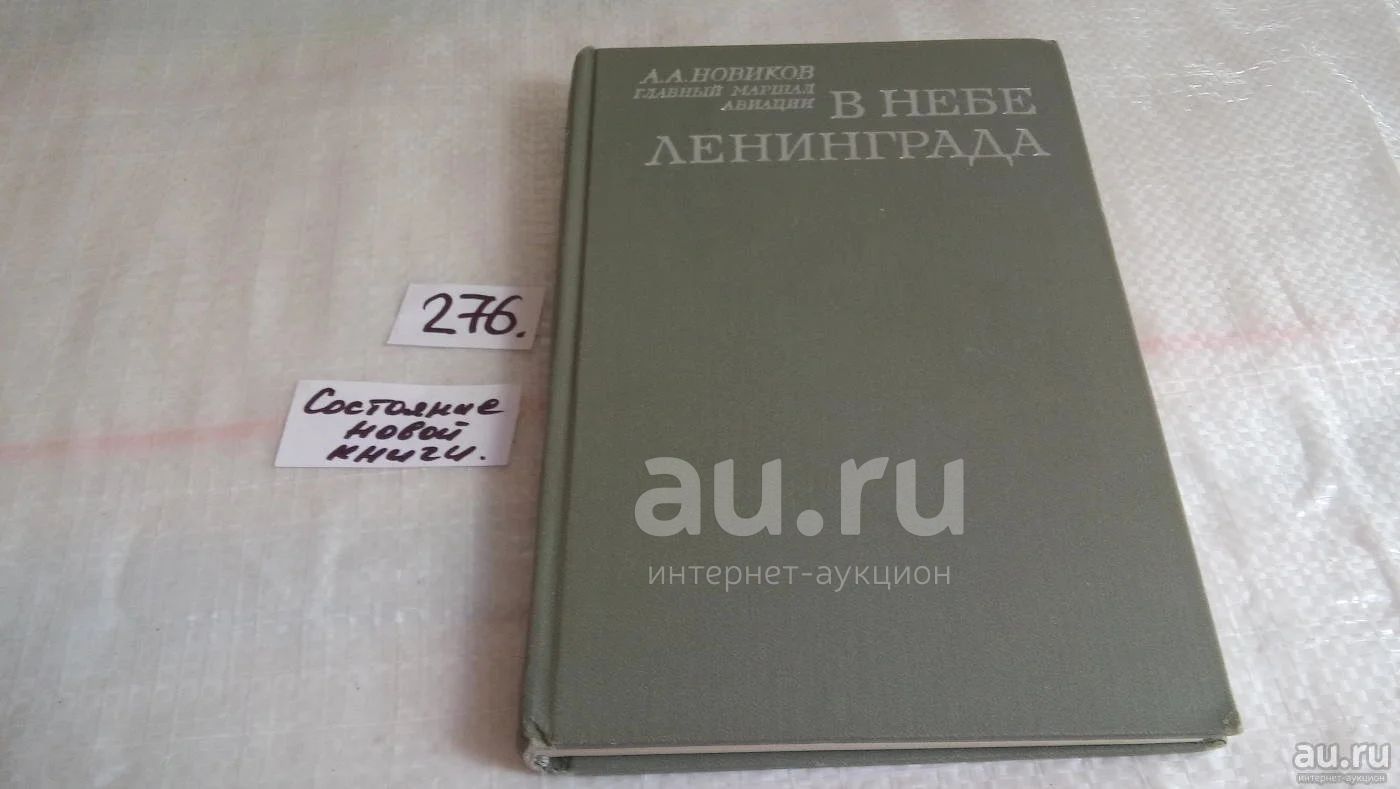 А.А.НОВИКОВ
ГЛАВНЫЙ МАРШАЛ
АВИАЦИИ
В НЕБЕ
ЛЕНИНГРАДА
276.
Состояние
новой
книги.
au.ru
интернет-аукцион
au.ru
интернет-аукцион